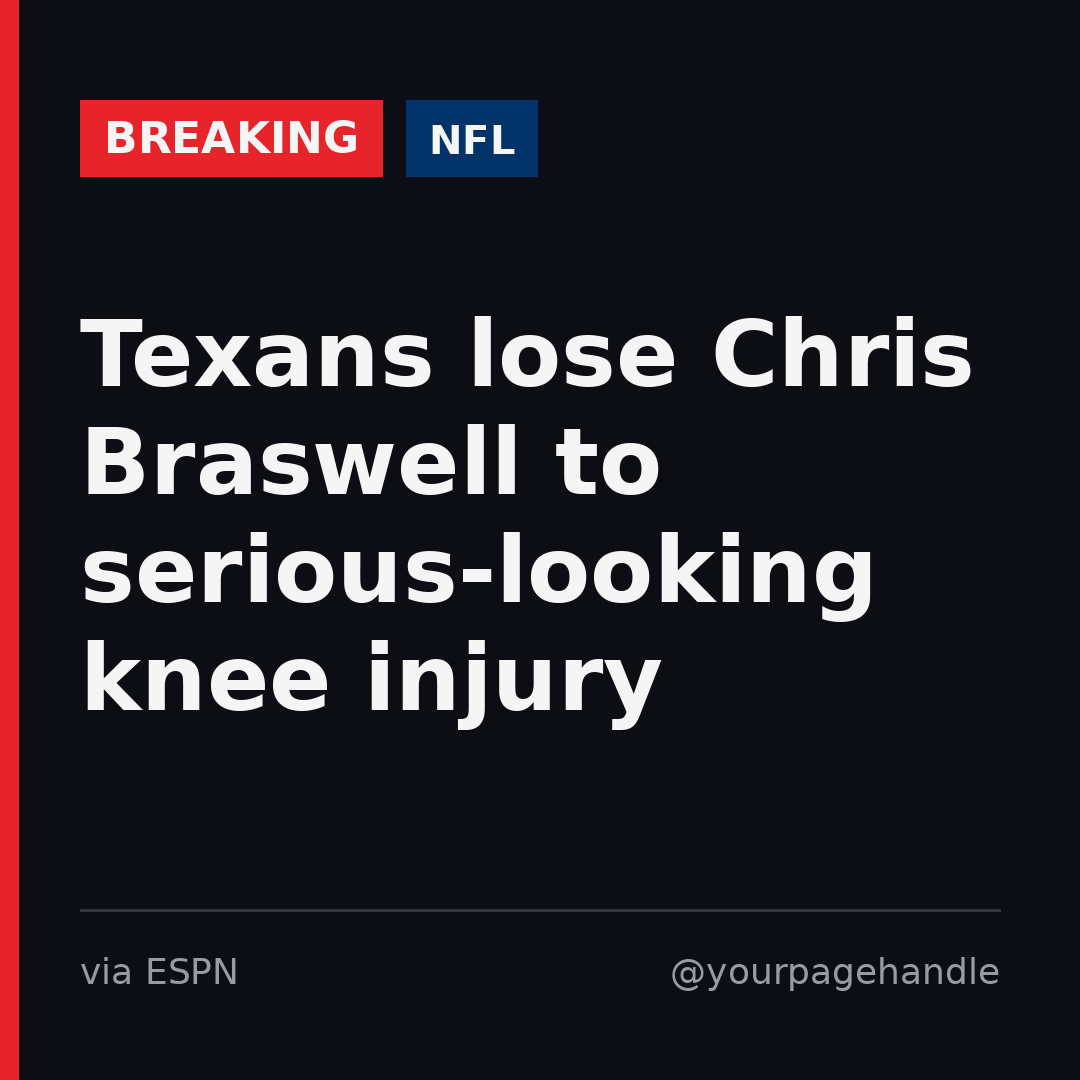 BREAKING NFL
Texans lose Chris
Braswell to
serious-looking
knee injury
via ESPN @yourpagehandle